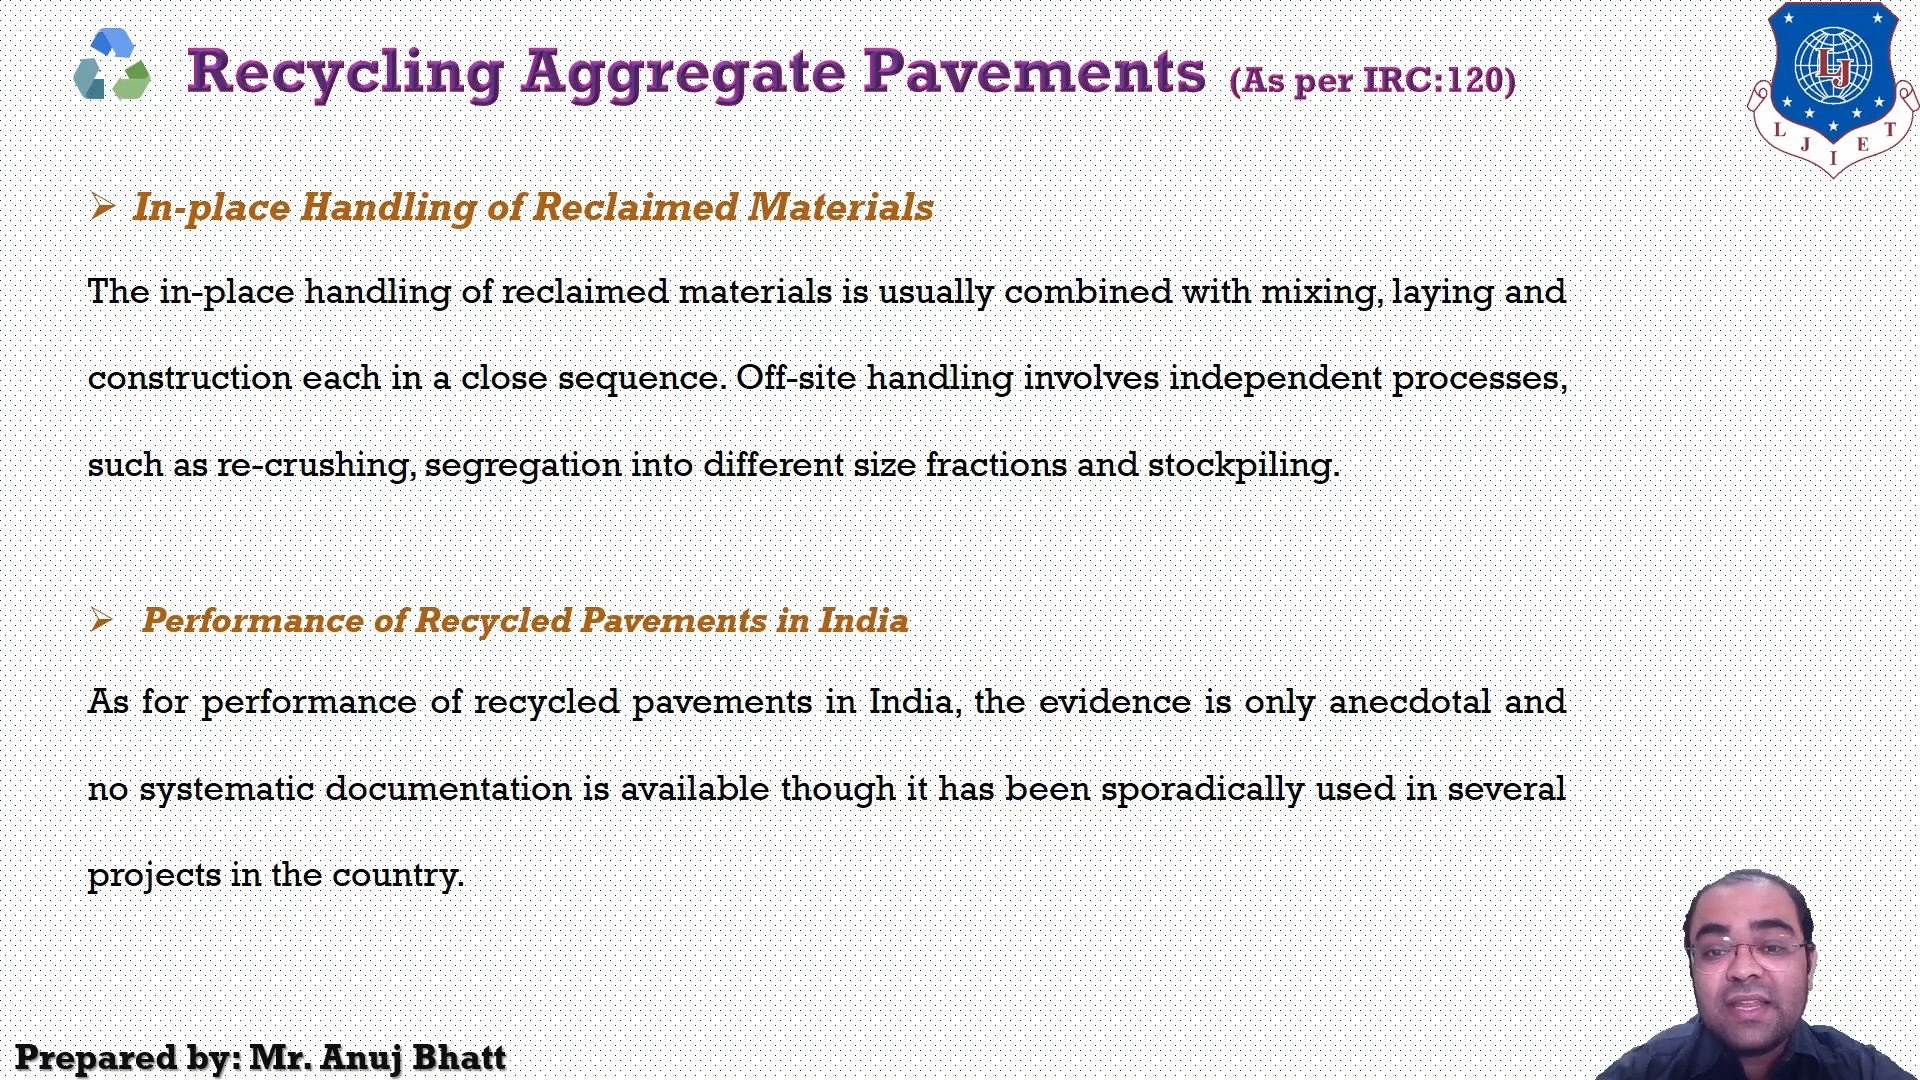 Recycling Aggregate Pavements (As per IRC:120)
LJ
L J I E T
In-place Handling of Reclaimed Materials
The in-place handling of reclaimed materials is usually combined with mixing, laying and
construction each in a close sequence. Off-site handling involves independent processes,
such as re-crushing, segregation into different size fractions and stockpiling.
Performance of Recycled Pavements in India
As for performance of recycled pavements in India, the evidence is only anecdotal and
no systematic documentation is available though it has been sporadically used in several
projects in the country.
Prepared by: Mr. Anuj Bhatt